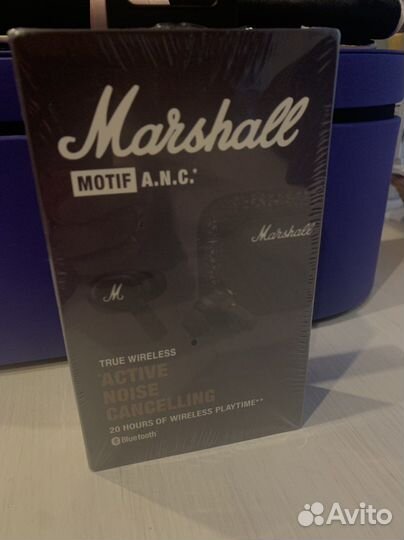 Marshall
MOTIF A.N.C.*
Marshall
M
TRUE WIRELESS
*ACTIVE
NOISE
CANCELLING
20 HOURS OF WIRELESS PLAYTIME**
Bluetooth
Avito